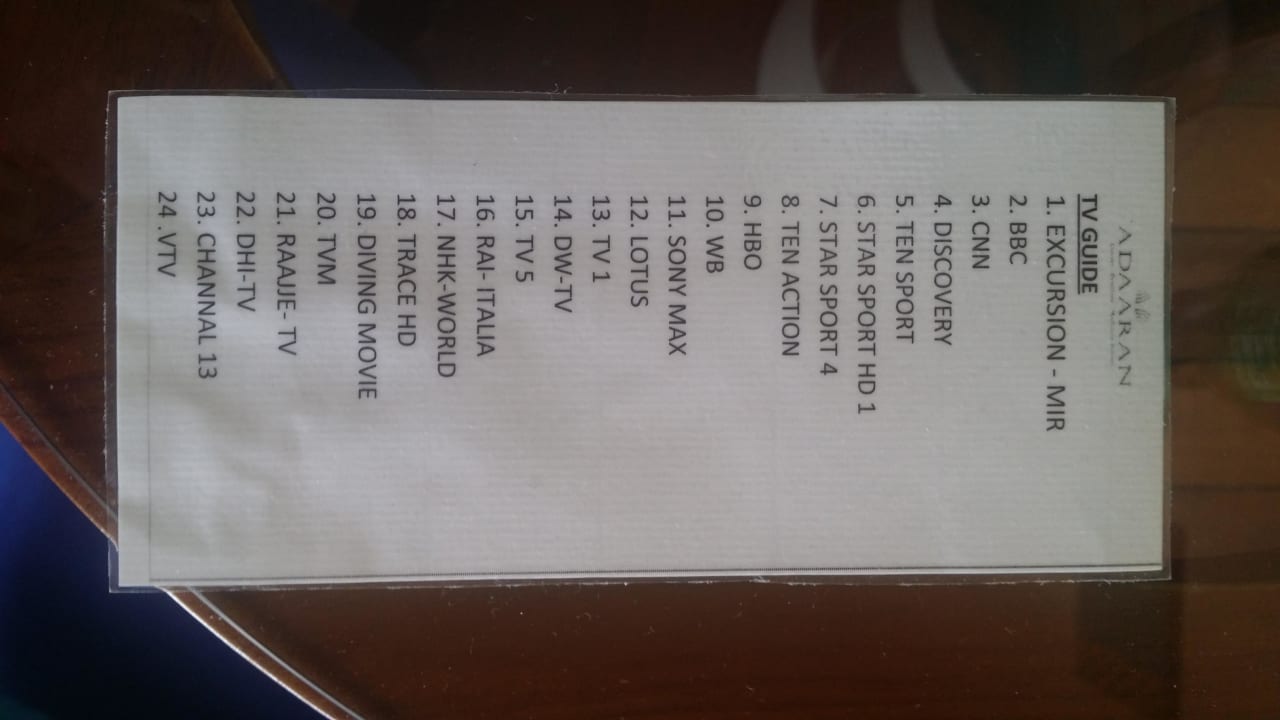 ADAARAN
TV GUIDE
1. EXCURSION - MIR
2. BBC
3. CNN
4. DISCOVERY
5. TEN SPORT
6. STAR SPORT HD 1
7. STAR SPORT 4
8. TEN ACTION
9. HBO
10. WB
11. SONY MAX
12. LOTUS
13. TV 1
14. DW-TV
15. TV 5
16. RAI- ITALIA
17. NHK-WORLD
18. TRACE HD
19. DIVING MOVIE
20. TVM
21. RAAJJE- TV
22. DHI-TV
23. CHANNAL 13
24 .VTV